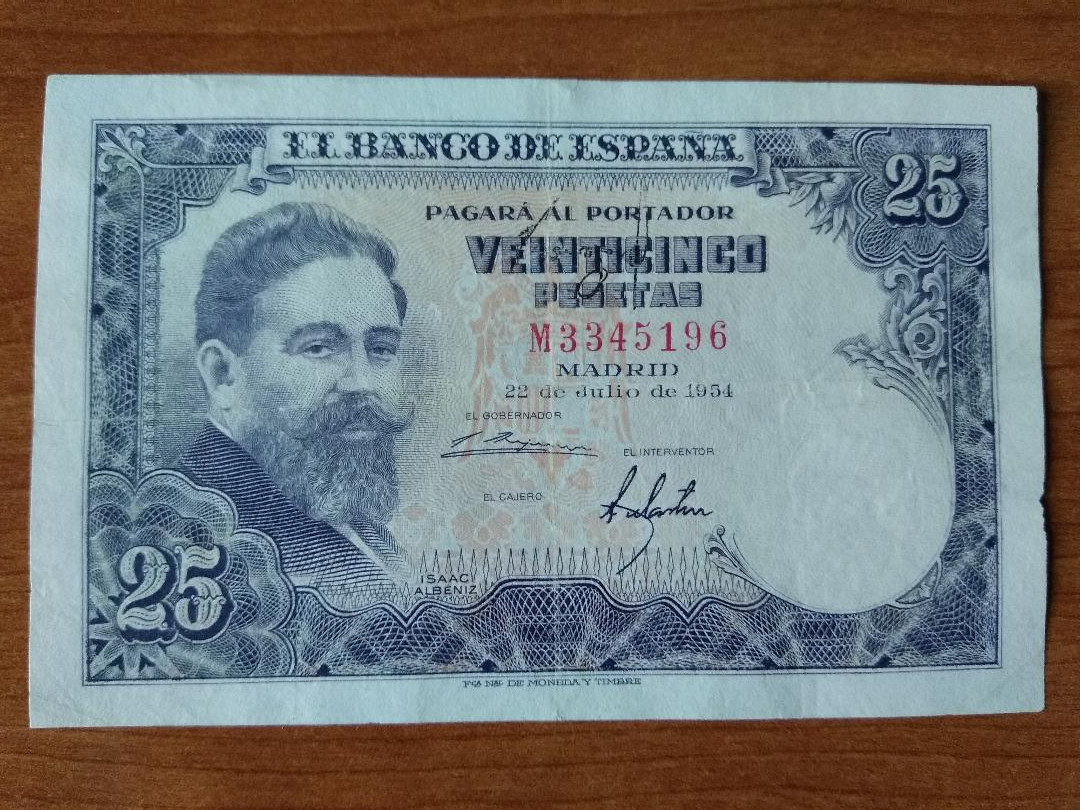 EL BANCO DE ESPAÑA
25
PAGARÁ AL PORTADOR
VEINTICINCO
PESETAS
M3345196
MADRID
22 de Julio de 1954
EL GOBERNADOR
EL INTERVENTOR
EL CAJERO
ISAAC
ALBENIZ
25
Fca. Nal. DE MONEDA Y TIMBRE